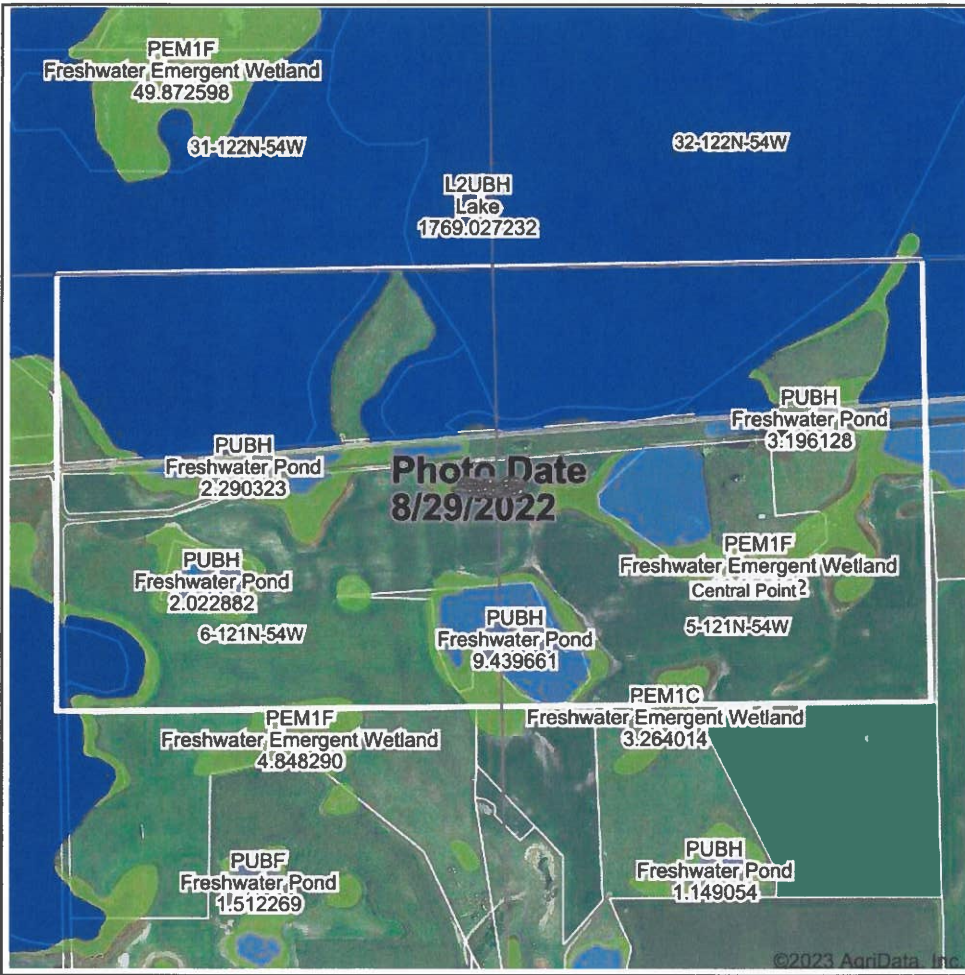 PEM1F
Freshwater Emergent Wetland
49.872598
31-122N-54W
32-122N-54W
L2UBH
Lake
1769.027232
PUBH
Freshwater Pond
3.196128
PUBH
Freshwater Pond
2.290323
Photo Date
8/29/2022
PUBH
Freshwater Pond
2.022882
6-121N-54W
PEM1F
Freshwater Emergent Wetland
Central Point
5-121N-54W
PUBH
Freshwater Pond
9.439661
PEM1C
Freshwater Emergent Wetland
3.264014
PEM1F
Freshwater Emergent Wetland
4.848290
PUBF
Freshwater Pond
1.512269
PUBH
Freshwater Pond
1.149054
©2023 AgriData, Inc.